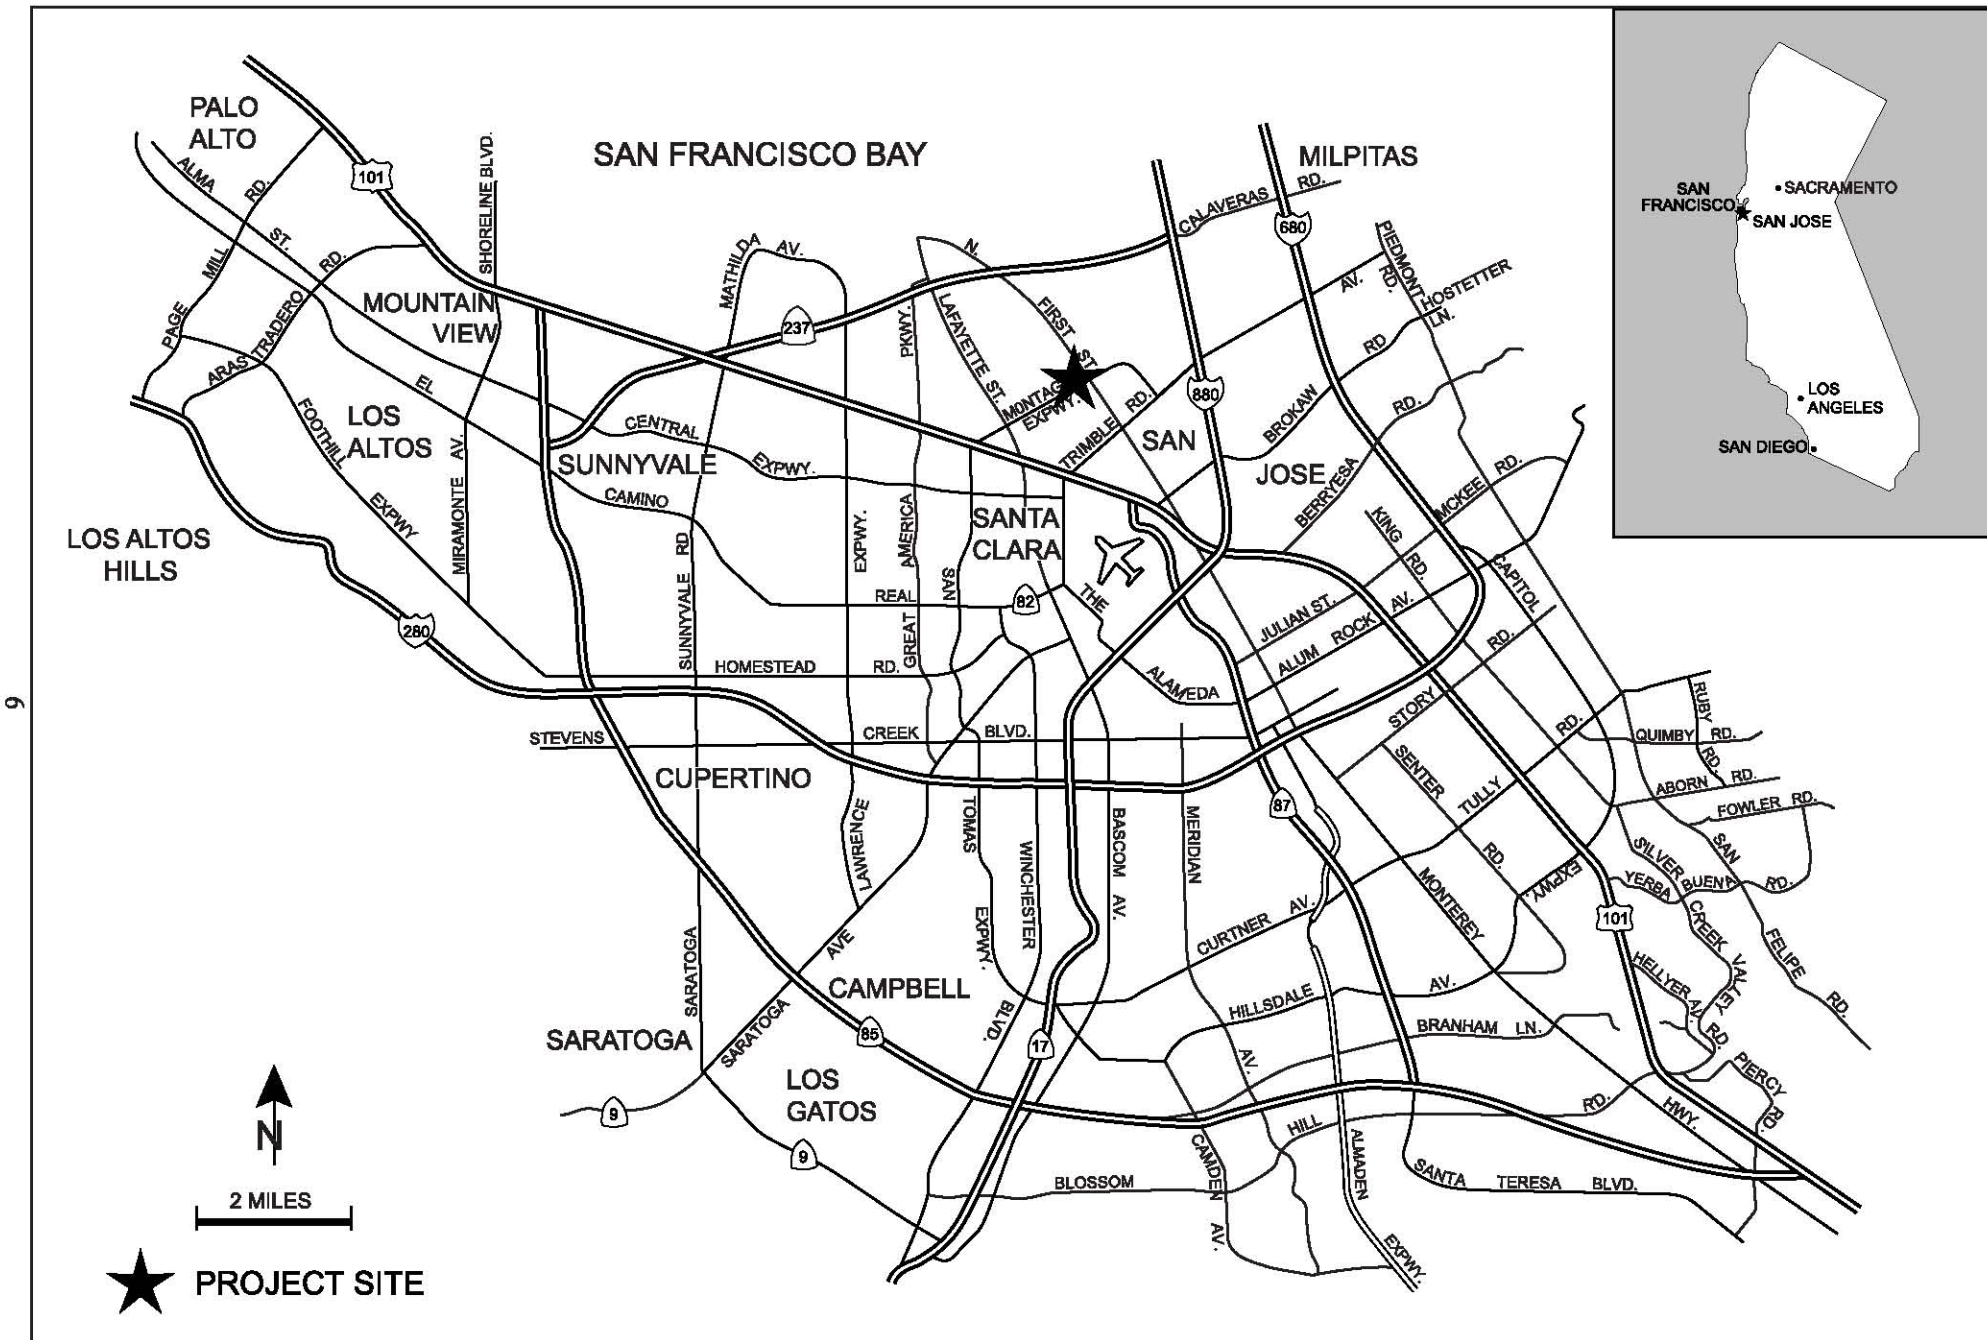 PALO
ALTO
SAN FRANCISCO BAY
MILPITAS
101
ALMA
ST.
PAGE
MILL
RD.
SHORELINE BLVD.
CALAVERAS
RD.
680
PIEDMONT
RD.
HOSTETTER
LN.
MATHILDA
AV.
N.
FIRST
ST.
AV.
ARAS
TRADERO
RD.
MOUNTAIN
VIEW
237
PKWY.
LAFAYETTE ST.
MONTAG
EXPWY.
TRIMBLE
RD.
880
BROKAW
RD
BERRYESA
RD.
EL
LOS
ALTOS
FOOTHILL
EXPWY
MIRAMONTE
AV.
CENTRAL
EXPWY.
SUNNYVALE
CAMINO
SAN
JOSE
LOS ALTOS
HILLS
SUNNYVALE
RD
EXPWY.
AMERICA
GREAT
SANTA
CLARA
SAN
REAL
82
THE
ALAMEDA
KING
RD.
MCKEE
RD.
CAPITOL
JULIAN ST.
ALUM
ROCK
AV.
280
HOMESTEAD
RD.
STORY
RD.
STEVENS
CREEK
BLVD.
CUPERTINO
SENTER
RD.
TULLY
RD.
QUIMBY
RD.
RUBY
RD.
ABORN
RD.
FOWLER
RD.
LAWRENCE
TOMAS
EXPWY.
WINCHESTER
BLVD.
BASCOM
AV.
MERIDIAN
AV.
87
MONTEREY
HWY.
EXPWY.
SILVER
CREEK
VALLEY
RD.
YERBA
BUENA
RD.
SAN
FELIPE
RD.
101
CURTNER
AV.
SARATOGA
SARATOGA
AVE
CAMPBELL
HELLYER
AV.
HILLSDALE
AV.
BRANHAM
LN.
SARATOGA
85
17
LOS
GATOS
9
9
PIERCY
RD.
BLOSSOM
HILL
RD.
CAMDEN
AV.
ALMADEN
EXPWY.
SANTA
TERESA
BLVD.
N
2 MILES
PROJECT SITE
SAN
FRANCISCO
SACRAMENTO
SAN JOSE
LOS
ANGELES
SAN DIEGO
9